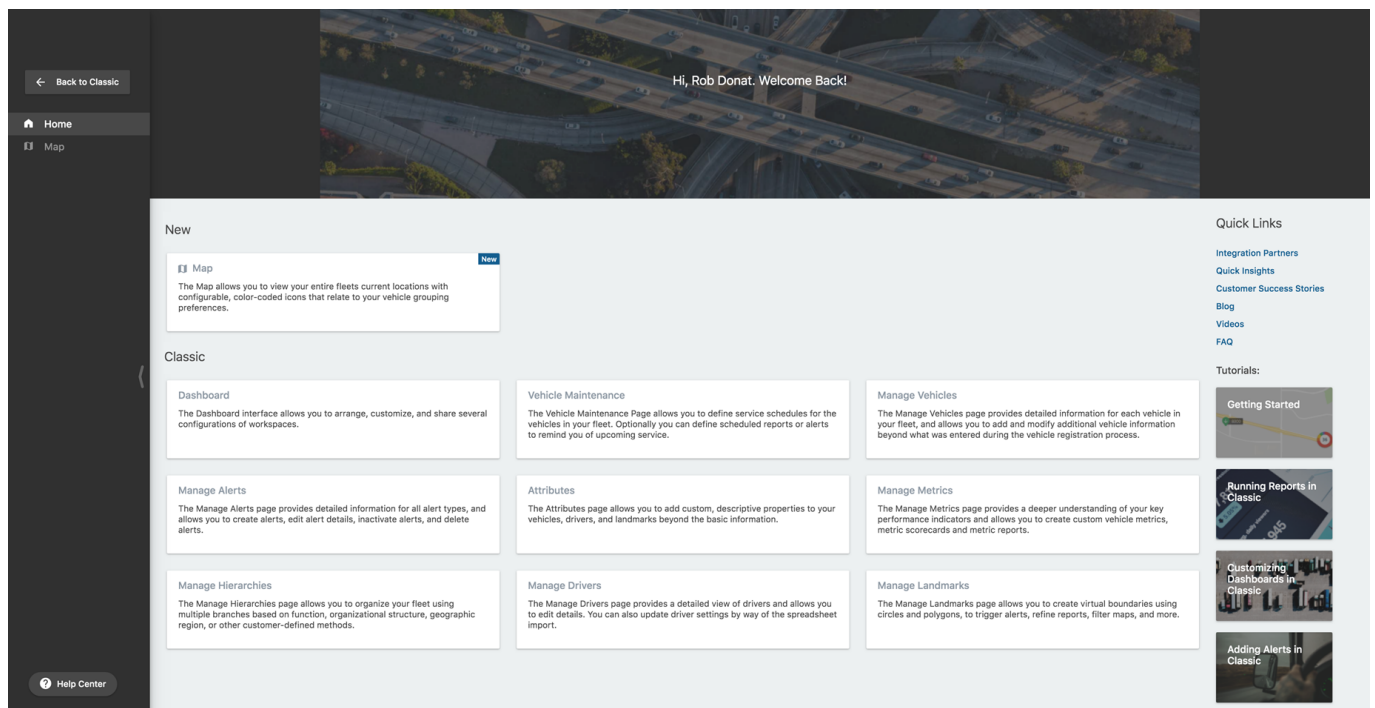 Back to Classic
Home
Map
Help Center
Hi, Rob Donat. Welcome Back!
New
Map
New
The Map allows you to view your entire fleets current locations with
configurable, color-coded icons that relate to your vehicle grouping
preferences.
Classic
Dashboard
The Dashboard interface allows you to arrange, customize, and share several
configurations of workspaces.
Vehicle Maintenance
The Vehicle Maintenance Page allows you to define service schedules for the
vehicles in your fleet. Optionally you can define scheduled reports or alerts
to remind you of upcoming service.
Manage Vehicles
The Manage Vehicles page provides detailed information for each vehicle in
your fleet, and allows you to add and modify additional vehicle information
beyond what was entered during the vehicle registration process.
Manage Alerts
The Manage Alerts page provides detailed information for all alert types, and
allows you to create alerts, edit alert details, inactivate alerts, and delete
alerts.
Attributes
The Attributes page allows you to add custom, descriptive properties to your
vehicles, drivers, and landmarks beyond the basic information.
Manage Metrics
The Manage Metrics page provides a deeper understanding of your key
performance indicators and allows you to create custom vehicle metrics,
metric scorecards and metric reports.
Manage Hierarchies
The Manage Hierarchies page allows you to organize your fleet using
multiple branches based on function, organizational structure, geographic
region, or other customer-defined methods.
Manage Drivers
The Manage Drivers page provides a detailed view of drivers and allows you
to edit details. You can also update driver settings by way of the spreadsheet
import.
Manage Landmarks
The Manage Landmarks page allows you to create virtual boundaries using
circles and polygons, to trigger alerts, refine reports, filter maps, and more.
Quick Links
Integration Partners
Quick Insights
Customer Success Stories
Blog
Videos
FAQ
Tutorials:
Getting Started
Running Reports in
Classic
945
Customizing
Dashboards in
Classic
Adding Alerts in
Classic